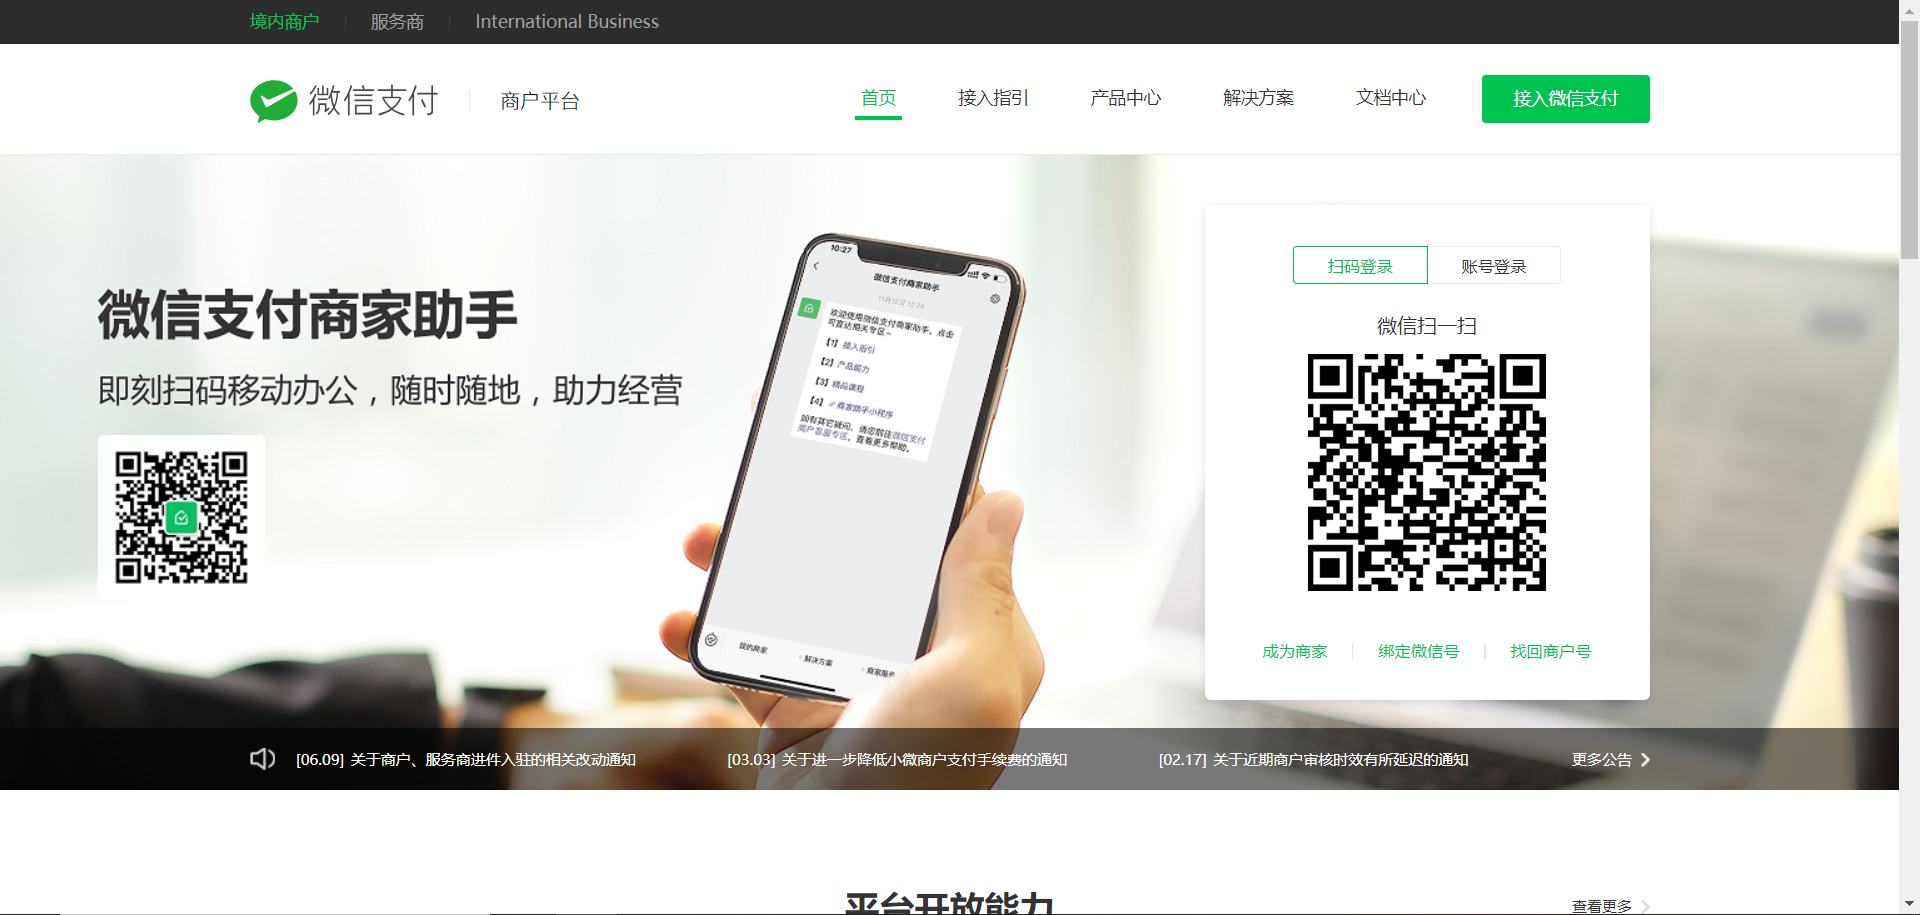 境内商户 服务商 International Business
微信支付 商户平台 首页 接入指引 产品中心 解决方案 文档中心 接入微信支付
微信支付商家助手
即刻扫码移动办公，随时随地，助力经营
10:27
微信支付商家助手
11月12日 12:24
欢迎使用微信支付商家助手，点击
可直达相关专区~
【1】接入指引
【2】产品能力
【3】精品课程
【4】商家助手小程序
如有其它疑问，请您前往微信支付
商户客服专区，查看更多帮助。
我的商家 解决方案 商家服务
扫码登录 账号登录
微信扫一扫
成为商家 绑定微信号 找回商户号
[06.09] 关于商户、服务商进件入驻的相关改动通知 [03.03] 关于进一步降低小微商户支付手续费的通知 [02.17] 关于近期商户审核时效有所延迟的通知 更多公告
平台开放能力 查看更多